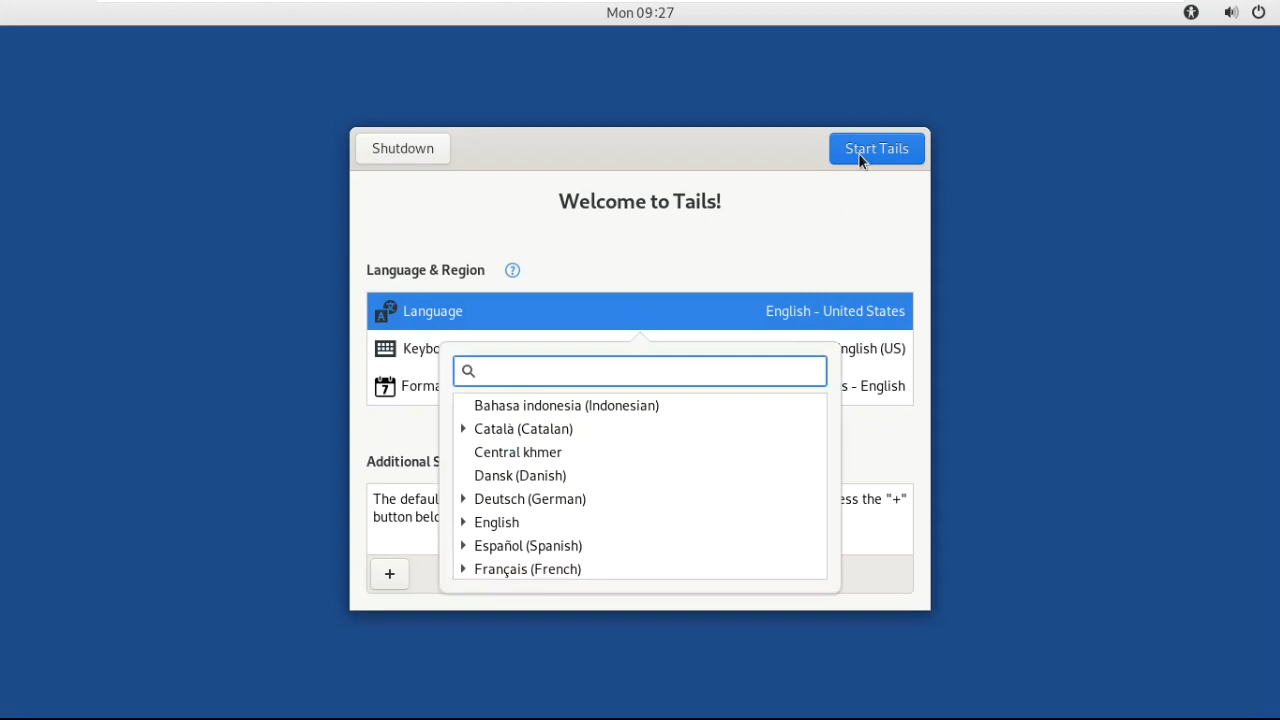 Mon 09:27
Shutdown
Start Tails
Welcome to Tails!
Language & Region ?
Language English - United States
Keybo nglish (US)
7 Forma s - English
Bahasa indonesia (Indonesian)
Català (Catalan)
Central khmer
Dansk (Danish)
Deutsch (German)
English
Español (Spanish)
Français (French)
Additional S
The defaul ess the "+"
button belo
+